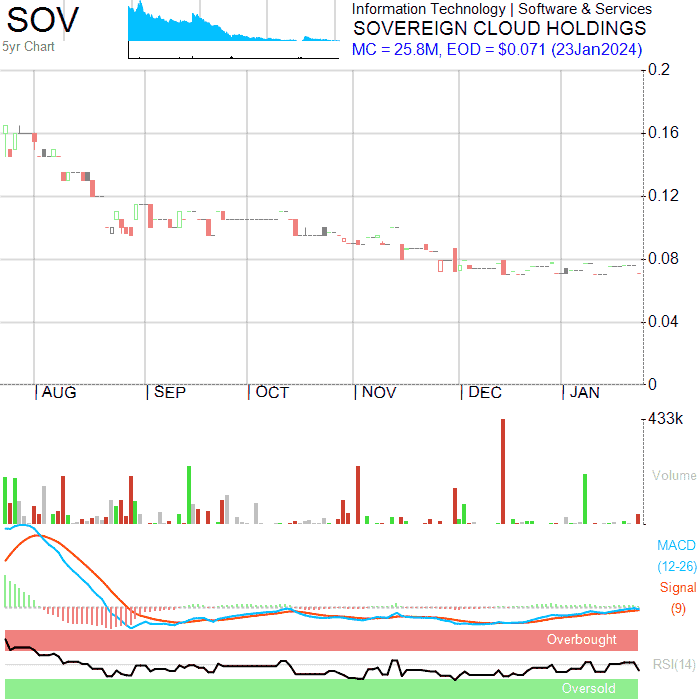 SOV
5yr Chart
Information Technology | Software & Services
SOVEREIGN CLOUD HOLDINGS
MC = 25.8M, EOD = $0.071 (23Jan2024)
0.2
0.16
0.12
0.08
0.04
0
AUG SEP OCT NOV DEC JAN
433k
Volume
MACD
(12-26)
Signal
(9)
Overbought
RSI(14)
Oversold